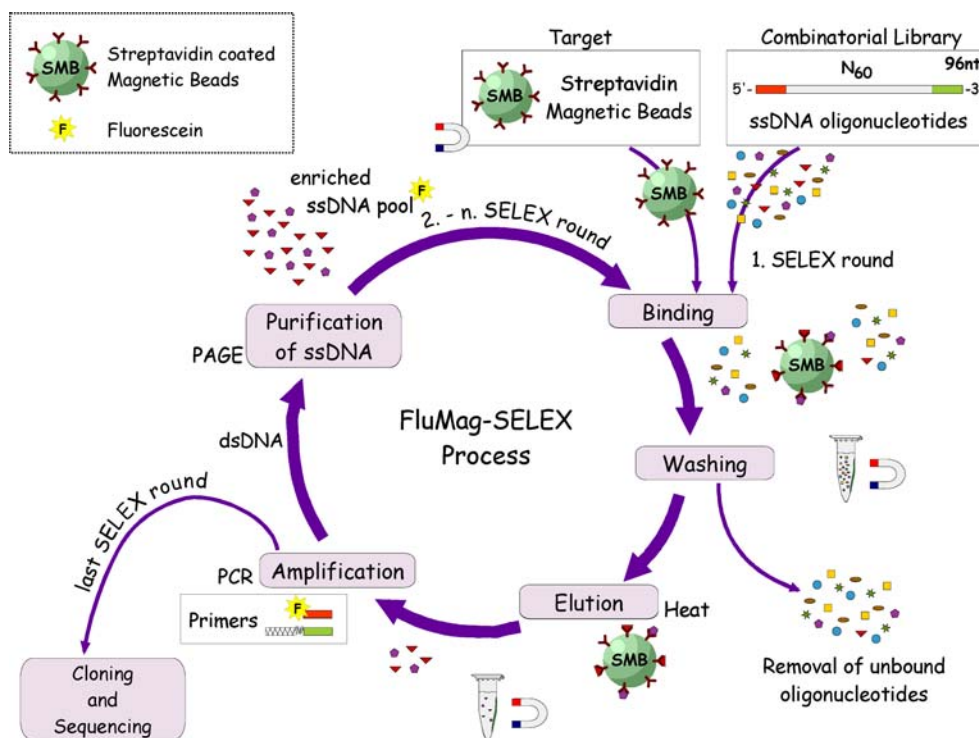 SMB
Streptavidin coated
Magnetic Beads
F
Fluorescein
Target
SMB
Streptavidin
Magnetic Beads
Combinatorial Library
N60
96nt
5'-
-3
ssDNA oligonucleotides
SMB
1. SELEX round
enriched
ssDNA pool
F
2. - n. SELEX round
Binding
Purification
of ssDNA
PAGE
SMB
FluMag-SELEX
Process
dsDNA
Washing
last SELEX round
PCR
Amplification
Primers
F
Elution
Heat
SMB
Removal of unbound
oligonucleotides
Cloning
and
Sequencing